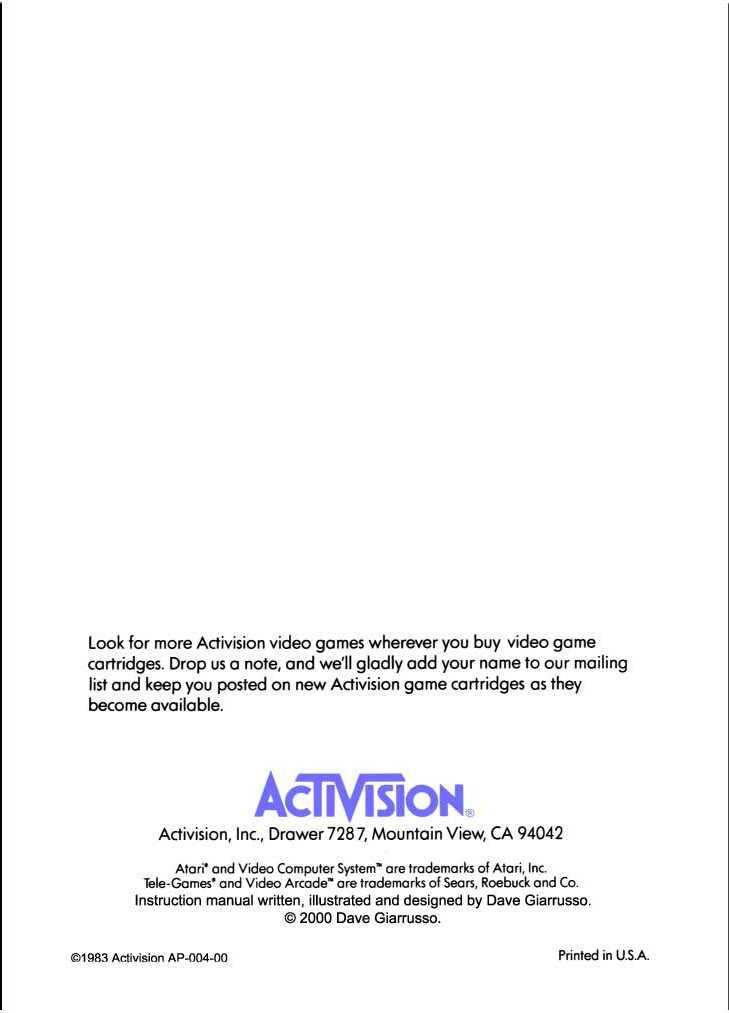 Look for more Activision video games wherever you buy video game
cartridges. Drop us a note, and we'll gladly add your name to our mailing
list and keep you posted on new Activision game cartridges as they
become available.
ACTIVISION®
Activision, Inc., Drawer 7287, Mountain View, CA 94042
Atari® and Video Computer System™ are trademarks of Atari, Inc.
Tele-Games® and Video Arcade™ are trademarks of Sears, Roebuck and Co.
Instruction manual written, illustrated and designed by Dave Giarrusso.
© 2000 Dave Giarrusso.
©1983 Activision AP-004-00
Printed in U.S.A.